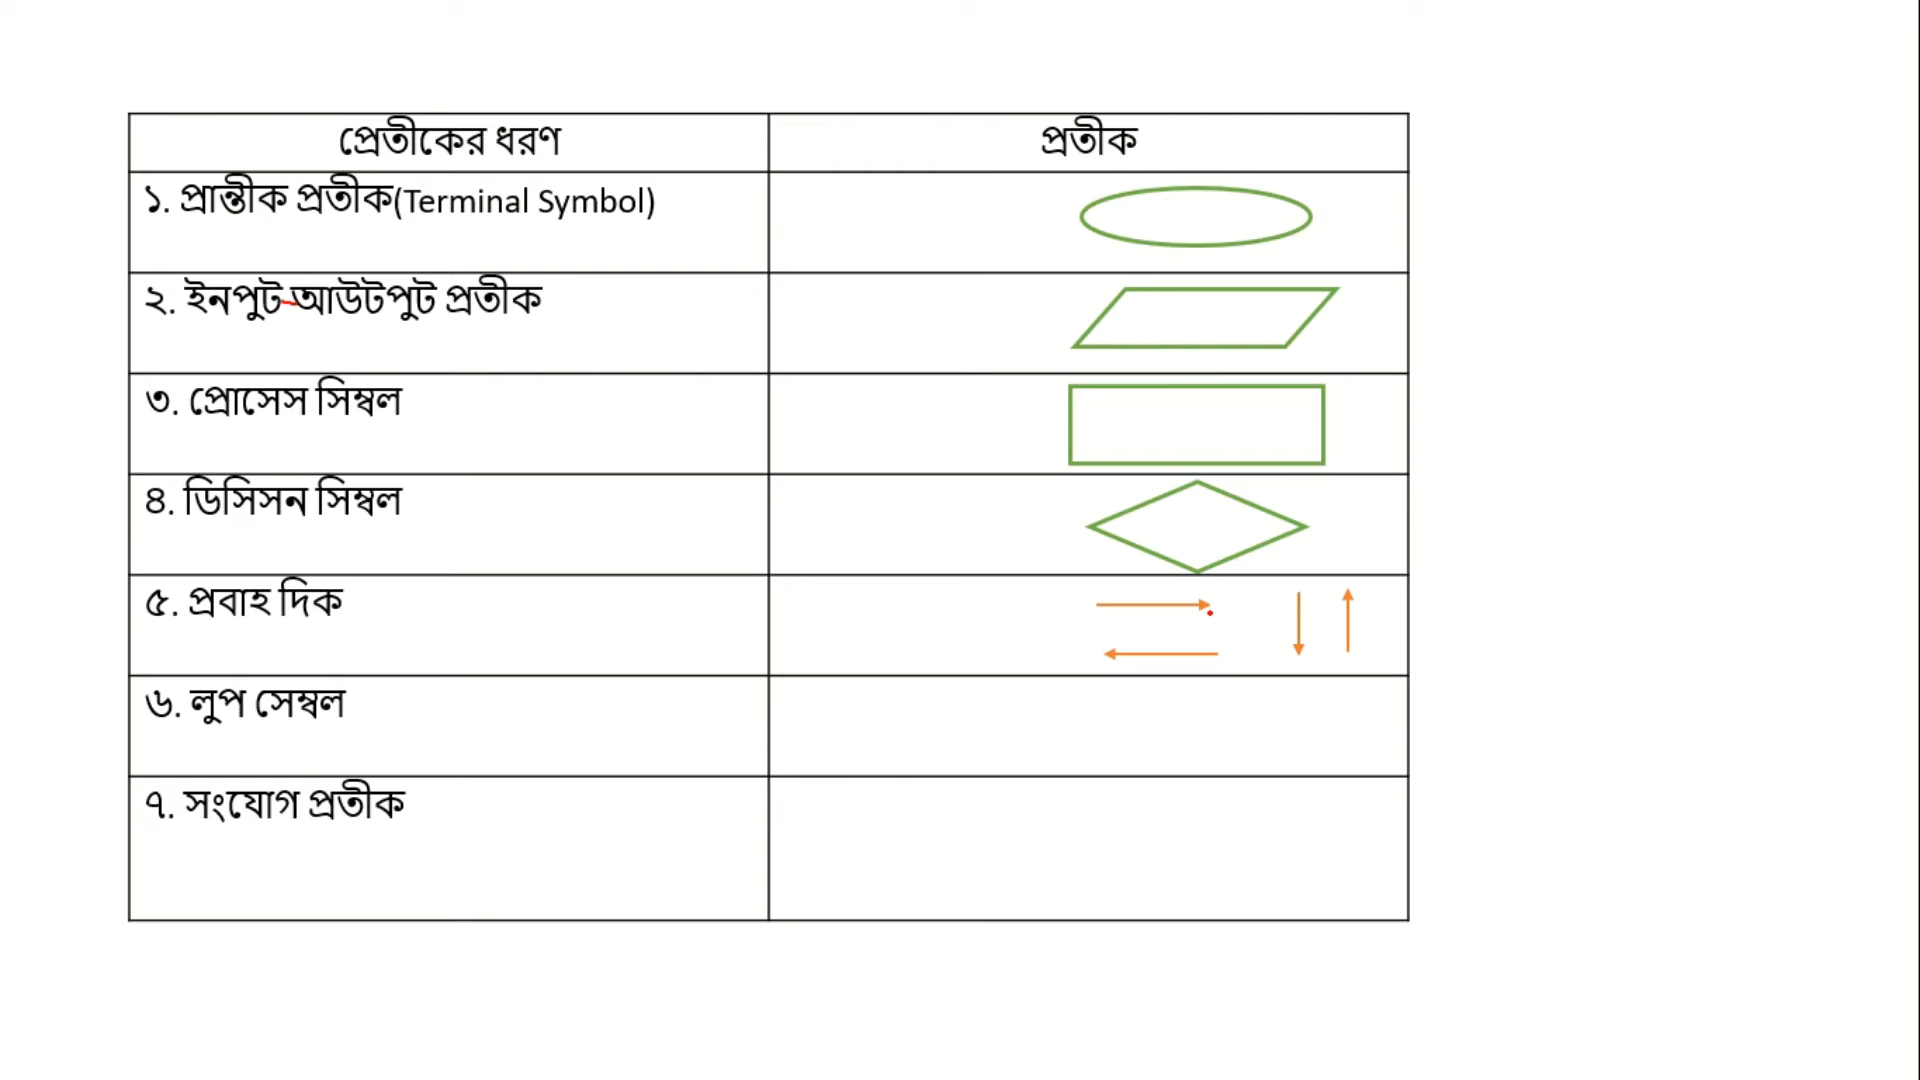 প্রেতীকের ধরণ
প্রতীক
১. প্রান্তীক প্রতীক(Terminal Symbol)
২. ইনপুট-আউটপুট প্রতীক
৩. প্রোসেস সিম্বল
৪. ডিসিসন সিম্বল
৫. প্রবাহ দিক
৬. লুপ সেম্বল
৭. সংযোগ প্রতীক